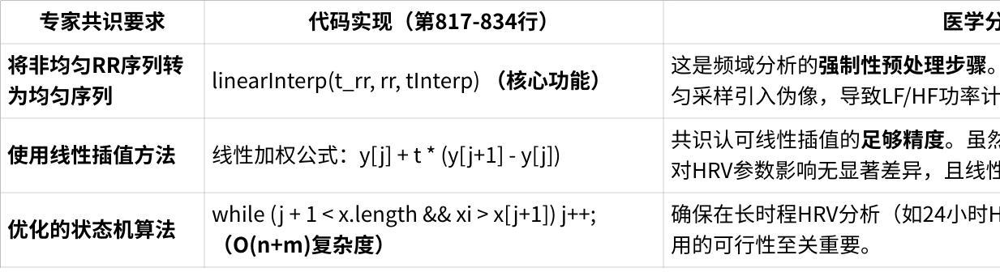 专家共识要求
代码实现（第817-834行）
医学分
将非均匀RR序列转
为均匀序列
linearInterp(t_rr, rr, tInterp) （核心功能）
这是频域分析的强制性预处理步骤。
匀采样引入伪像，导致LF/HF功率计
使用线性插值方法
线性加权公式：y[j] + t * (y[j+1] - y[j])
共识认可线性插值的足够精度。虽然
对HRV参数影响无显著差异，且线性
优化的状态机算法
while (j + 1 < x.length && xi > x[j+1]) j++;
（O(n+m)复杂度）
确保在长时程HRV分析（如24小时H
用的可行性至关重要。